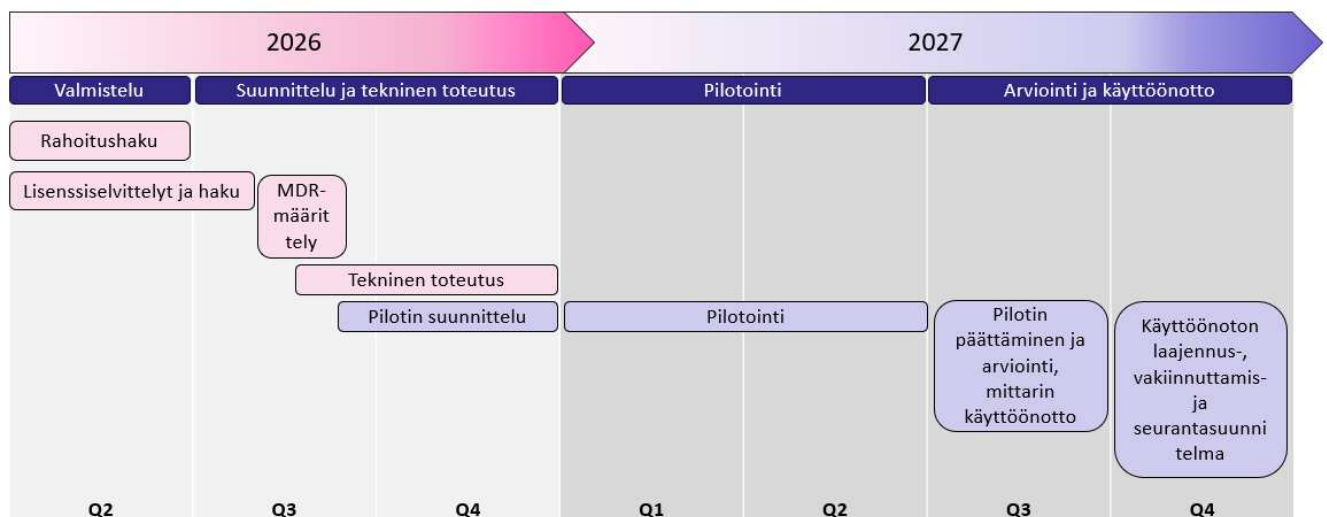 2026
2027
Valmistelu
Suunnittelu ja tekninen toteutus
Pilotointi
Arviointi ja käyttöönotto
Rahoitushaku
Lisenssiselvittelyt ja haku
MDR-
määrit
tely
Tekninen toteutus
Pilotin suunnittelu
Pilotointi
Pilotin
päättäminen ja
arviointi,
mittarin
käyttöönotto
Käyttöönoton
laajennus-,
vakiinnuttamis-
ja
seurantasuunni
telma
Q2
Q3
Q4
Q1
Q2
Q3
Q4